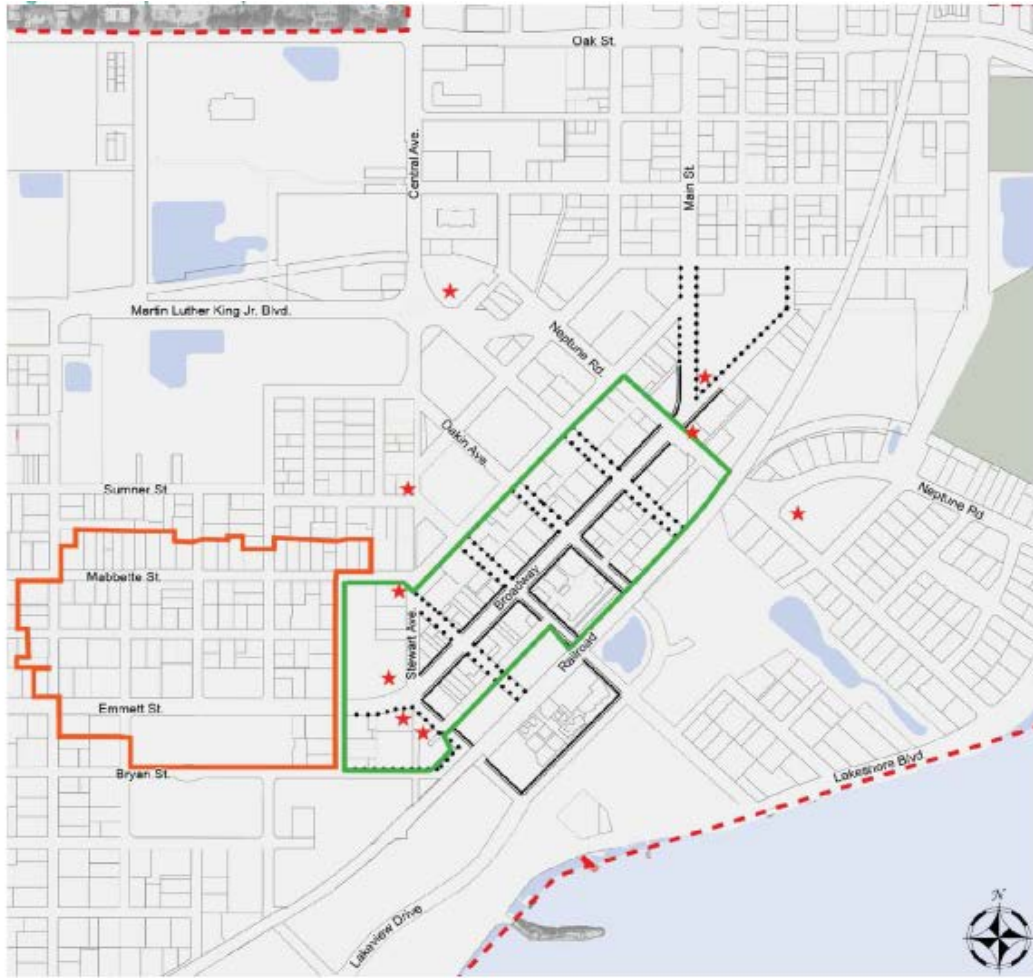 Oak St.
Central Ave.
Main St.
Martin Luther King Jr. Blvd.
Neptune Rd.
Dakin Ave.
Sumner St.
Neptune Rd.
Mabbette St.
Broadway
Stewart Ave.
Railroad
Emmett St.
Bryan St.
Lakeshore Blvd
Lakeview Drive
N